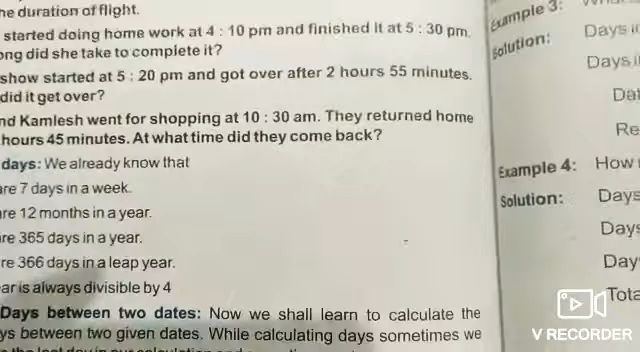 he duration of flight.
started doing home work at 4 : 10 pm and finished it at 5 : 30 pm.
ong did she take to complete it?
show started at 5 : 20 pm and got over after 2 hours 55 minutes.
did it get over?
nd Kamlesh went for shopping at 10 : 30 am. They returned home
hours 45 minutes. At what time did they come back?
days: We already know that
are 7 days in a week.
re 12 months in a year.
re 365 days in a year.
re 366 days in a leap year.
ar is always divisible by 4
Days between two dates: Now we shall learn to calculate the
ys between two given dates. While calculating days sometimes we
Example 3:
Solution: Days i
Days i
Dat
Re
Example 4: How
Solution: Days
Days
Day
Tota
V RECORDER